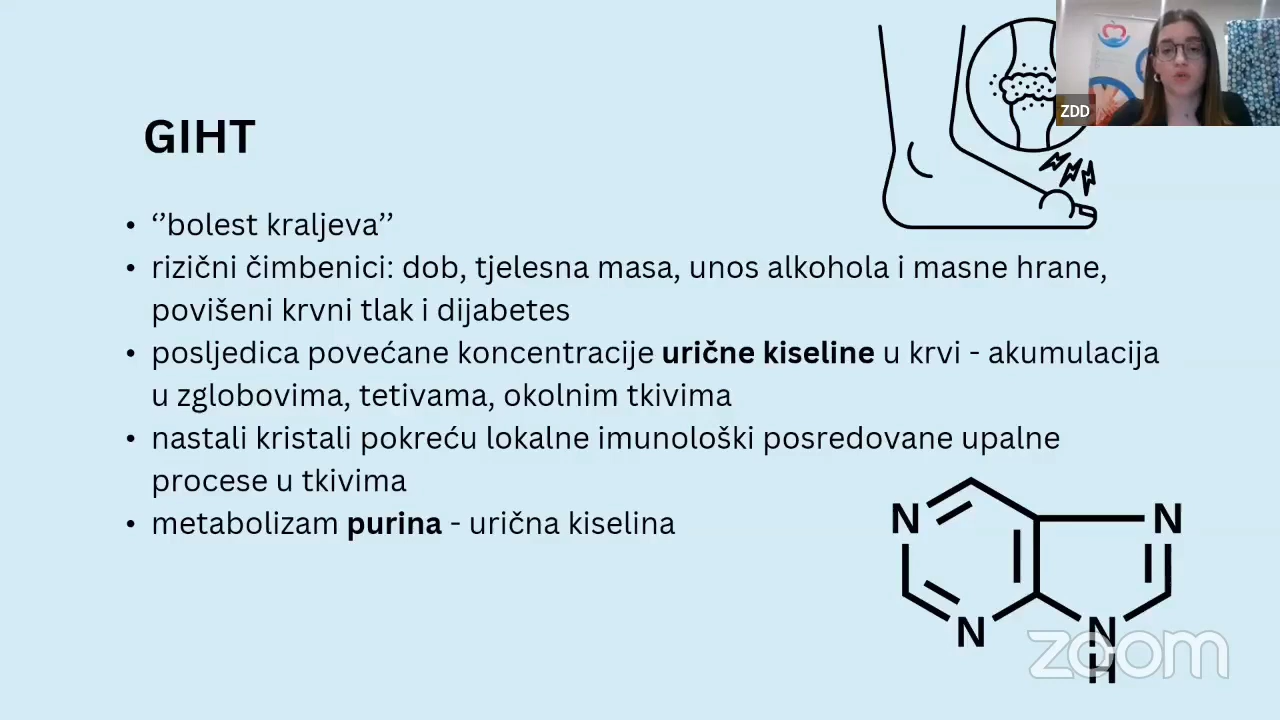 ZDD
GIHT
• ‘’bolest kraljeva’’
• rizični čimbenici: dob, tjelesna masa, unos alkohola i masne hrane,
povišeni krvni tlak i dijabetes
• posljedica povećane koncentracije urične kiseline u krvi - akumulacija
u zglobovima, tetivama, okolnim tkivima
• nastali kristali pokreću lokalne imunološki posredovane upalne
procese u tkivima
• metabolizam purina - urična kiselina
N
N
N
N
H
zoom